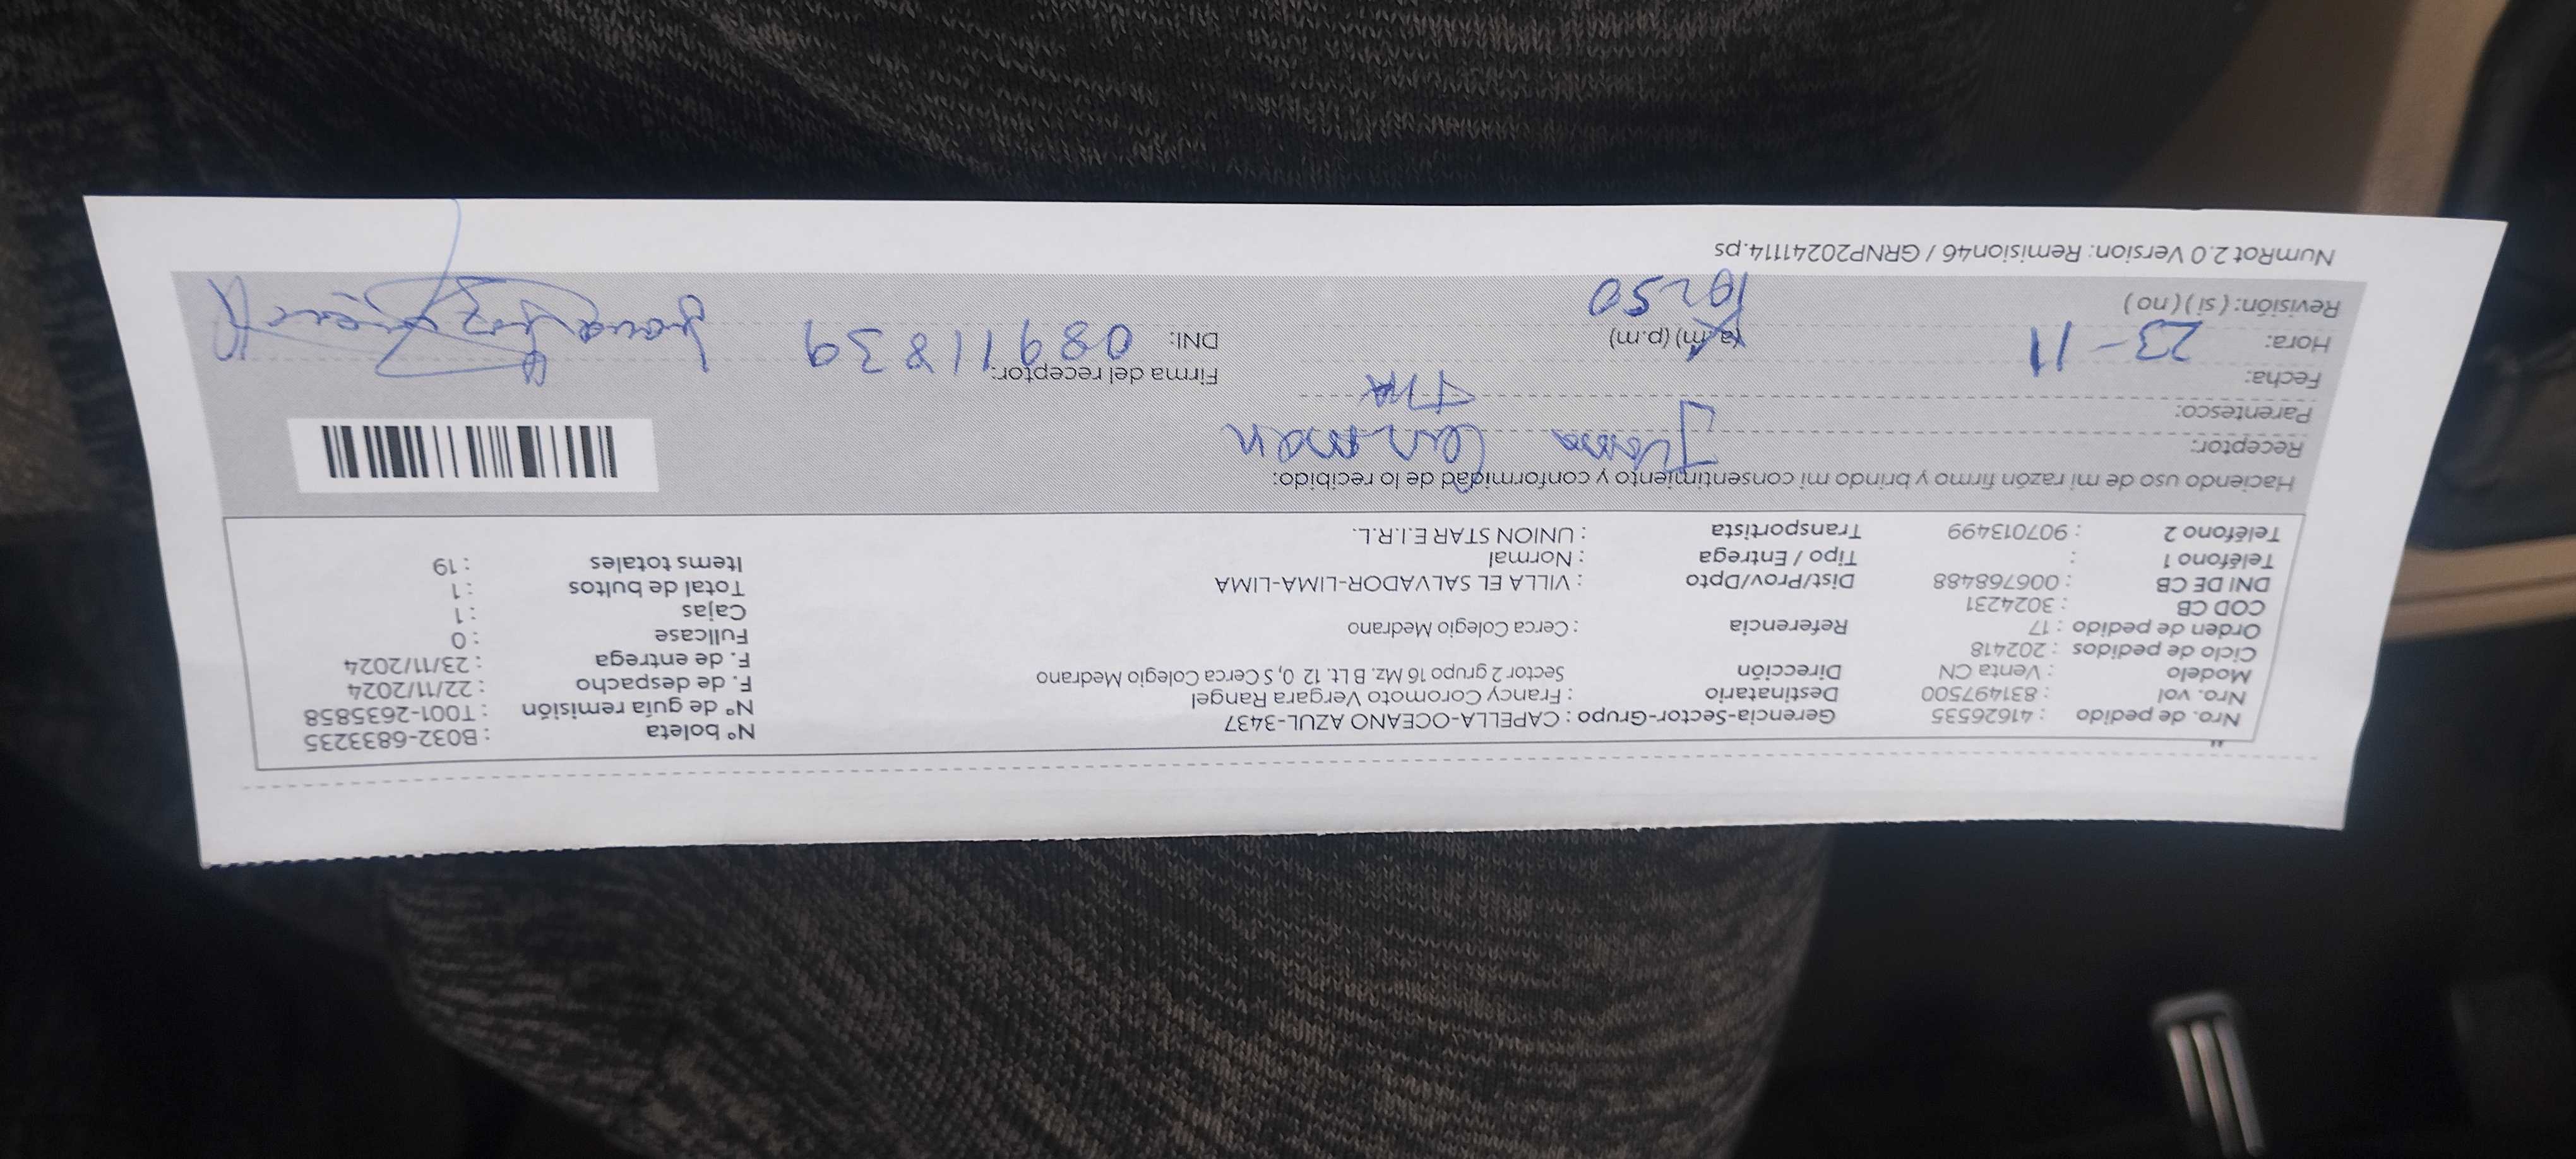 Nro. de pedido : 41626535 Gerencia-Sector-Grupo : CAPELLA-OCEANO AZUL-3437 N° boleta : B032-6833235
Nro. vol : 831497500 Destinatario : Francy Coromoto Vergara Rangel N° de guía remisión : T001-2635858
Modelo : Venta CN Dirección Sector 2 grupo 16 Mz. B Lt. 12 0, S Cerca Colegio Medrano F. de despacho : 22/11/2024
Ciclo de pedidos : 202418 F. de entrega : 23/11/2024
Orden de pedido : 17 Referencia : Cerca Colegio Medrano Fullcase : 0
COD CB : 3024231 Cajas : 1
DNI DE CB : 006768488 Dist/Prov/Dpto : VILLA EL SALVADOR-LIMA-LIMA Total de bultos : 1
Teléfono 1 : Tipo / Entrega : Normal Items totales : 19
Teléfono 2 : 907013499 Transportista : UNION STAR E.I.R.L.
Haciendo uso de mi razón firmo y brindo mi consentimiento y conformidad de lo recibido:
Receptor: Juana Carmen
Parentesco: TIA
Fecha: 23-11 Firma del receptor:
Hora: 10:50 (a.m) (p.m) DNI: 08911839
Revisión: ( si ) ( no )
NumRot 2.0 Version: Remision46 / GRNP20241114.ps